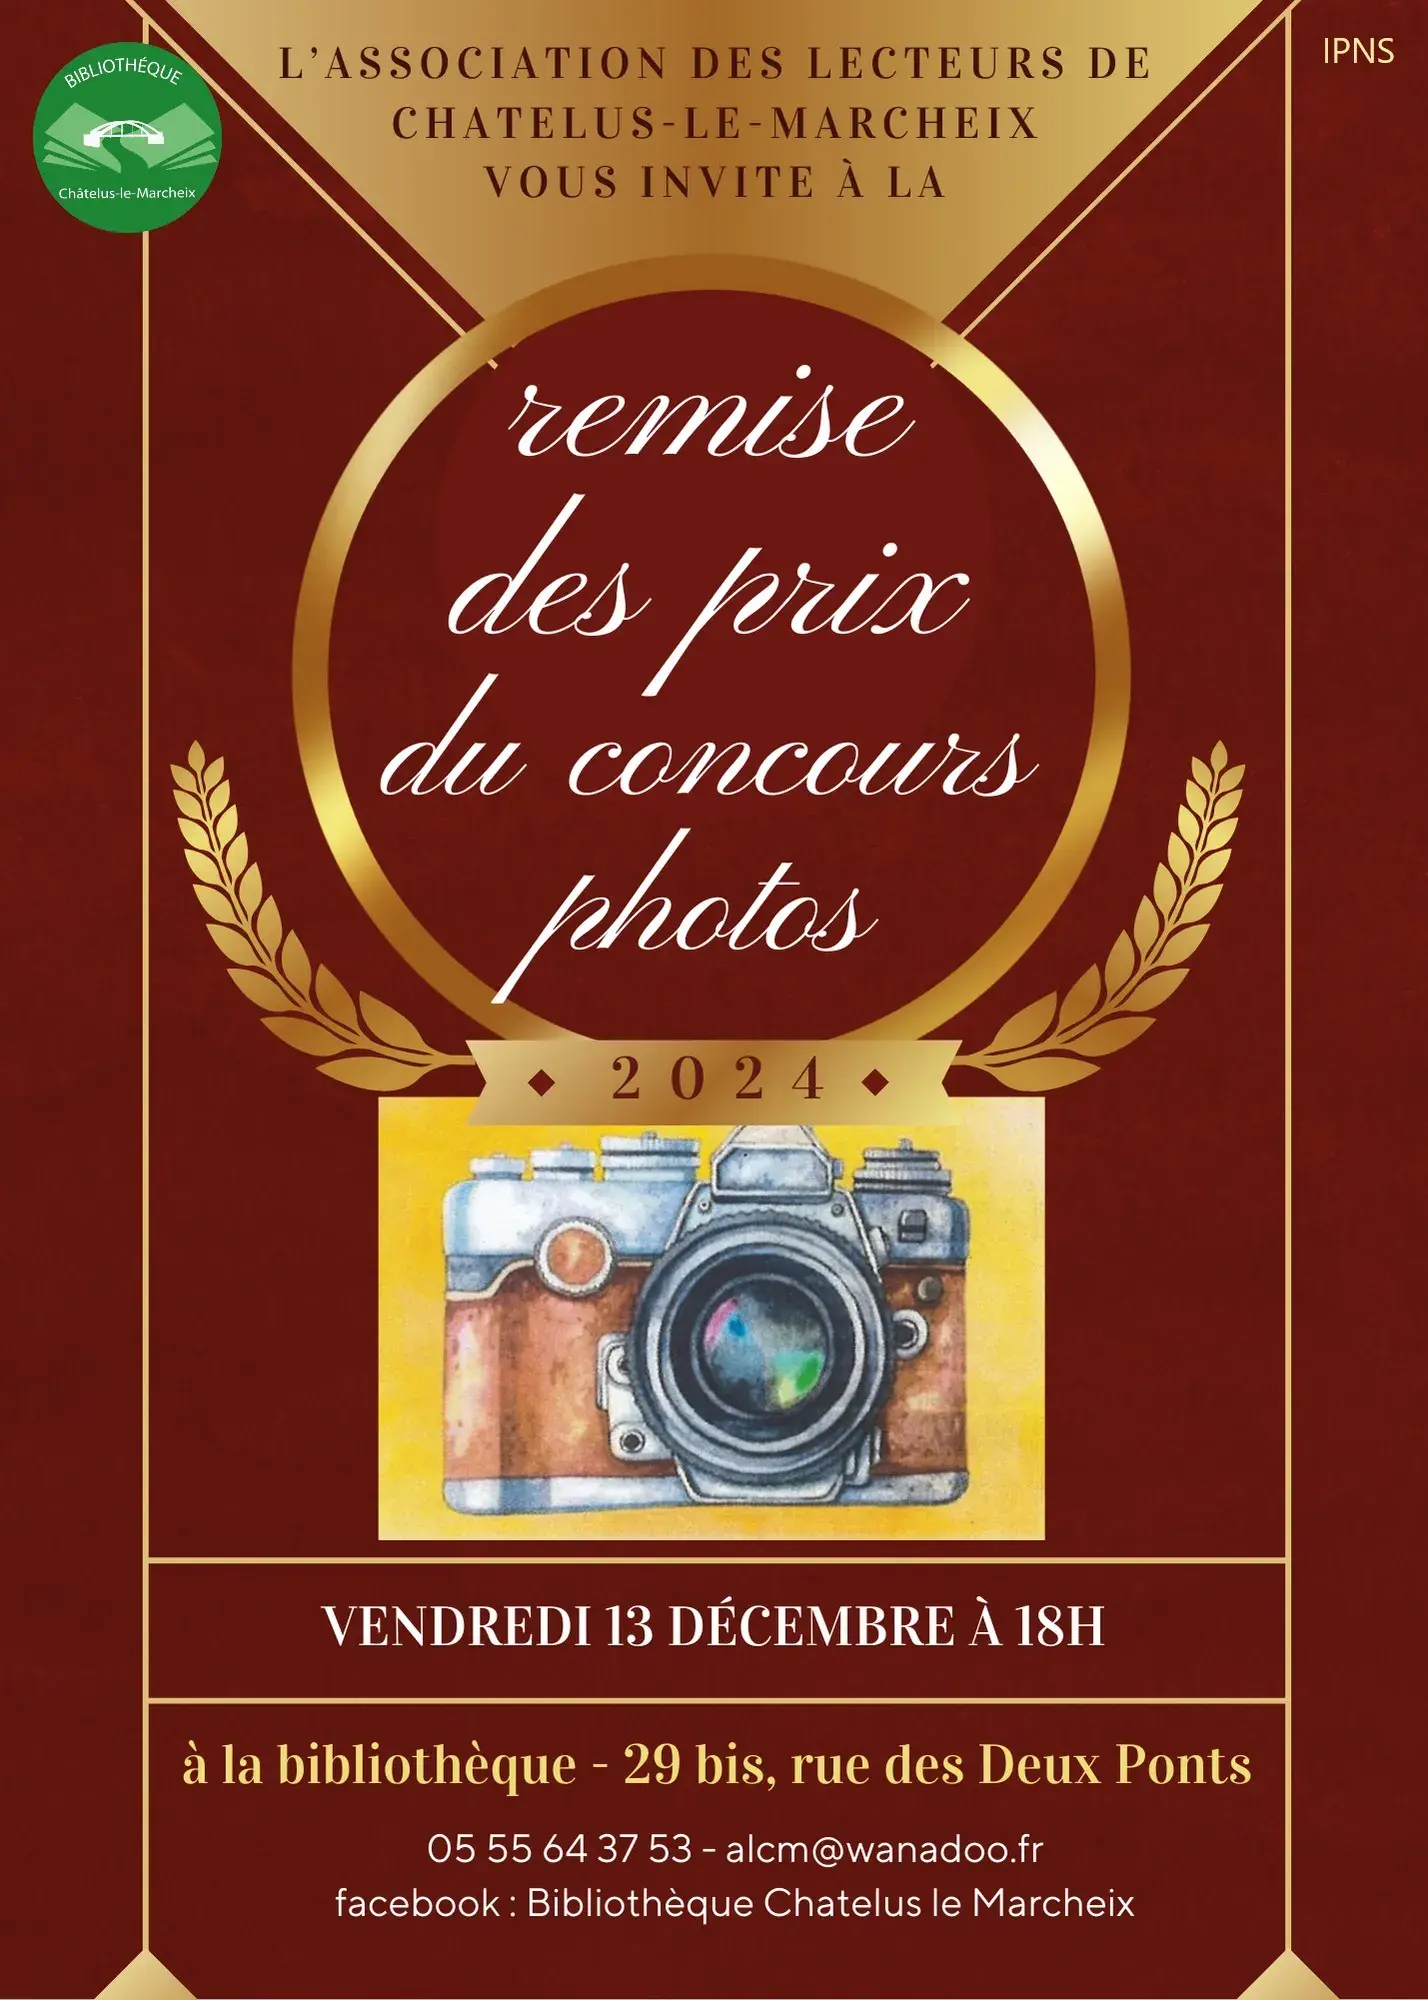 IPNS
BIBLIOTHÉQUE
Châtelus-le-Marcheix
L'ASSOCIATION DES LECTEURS DE
CHATELUS-LE-MARCHEIX
VOUS INVITE À LA
remise
des prix
du concours
photos
2024
VENDREDI 13 DÉCEMBRE À 18H
à la bibliothèque - 29 bis, rue des Deux Ponts
05 55 64 37 53 - alcm@wanadoo.fr
facebook : Bibliothèque Chatelus le Marcheix